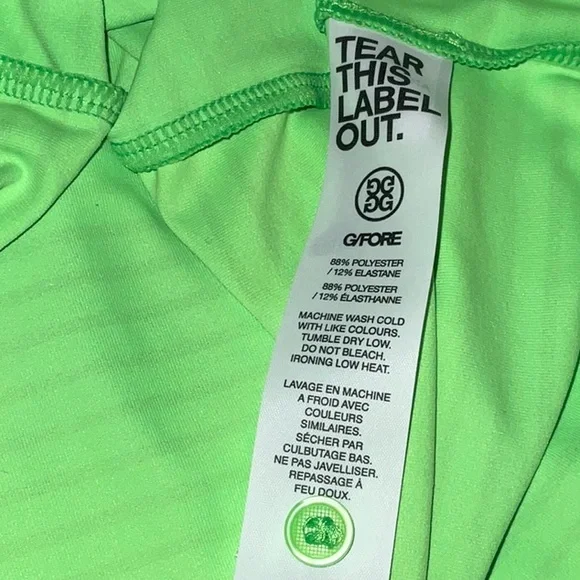 TEAR
THIS
LABEL
OUT.
GG
GG
G/FORE
88% POLYESTER
/ 12% ELASTANE
88% POLYESTER
/ 12% ÉLASTHANNE
MACHINE WASH COLD
WITH LIKE COLOURS.
TUMBLE DRY LOW.
DO NOT BLEACH.
IRONING LOW HEAT.
LAVAGE EN MACHINE
A FROID AVEC
COULEURS
SIMILAIRES.
SÉCHER PAR
CULBUTAGE BAS.
NE PAS JAVELLISER.
REPASSAGE À
FEU DOUX.